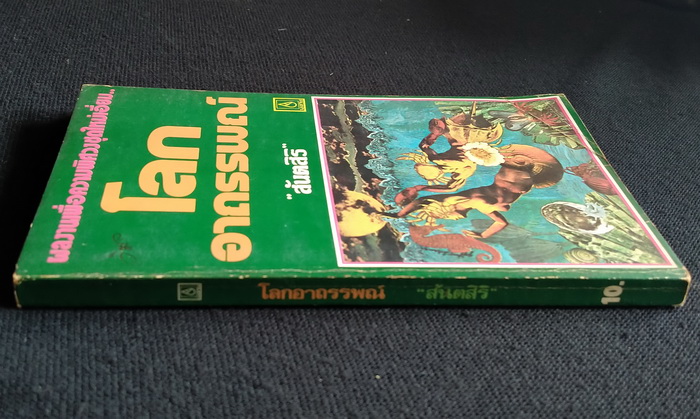 ผลงานเพื่อความคิดวงชุดใหม่เอี่ยม..
โลก
อาถรรพณ์
"สันตสิริ"
โลกอาถรรพณ์ "สันตสิริ" 10.